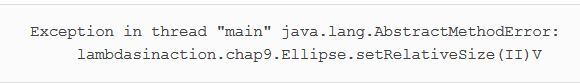 Exception in thread "main" java.lang.AbstractMethodError:
lambdasinaction.chap9.Ellipse.setRelativeSize(II)V